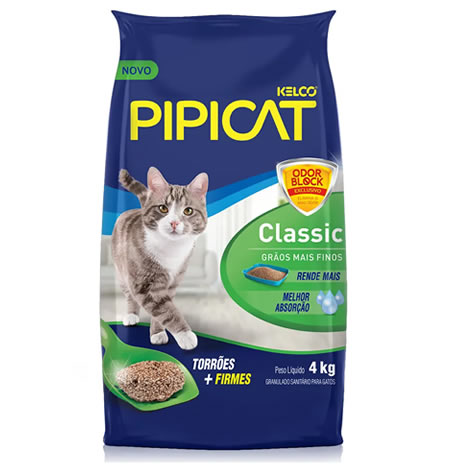 NOVO
KELCO
PIPICAT
ODOR
BLOCK
EXCLUSIVO
Classic
GRÃOS MAIS FINOS
RENDE MAIS
MELHOR
ABSORÇÃO
TORRÕES
+ FIRMES
Peso Líquido 4 kg
GRANULADO SANITÁRIO PARA GATOS